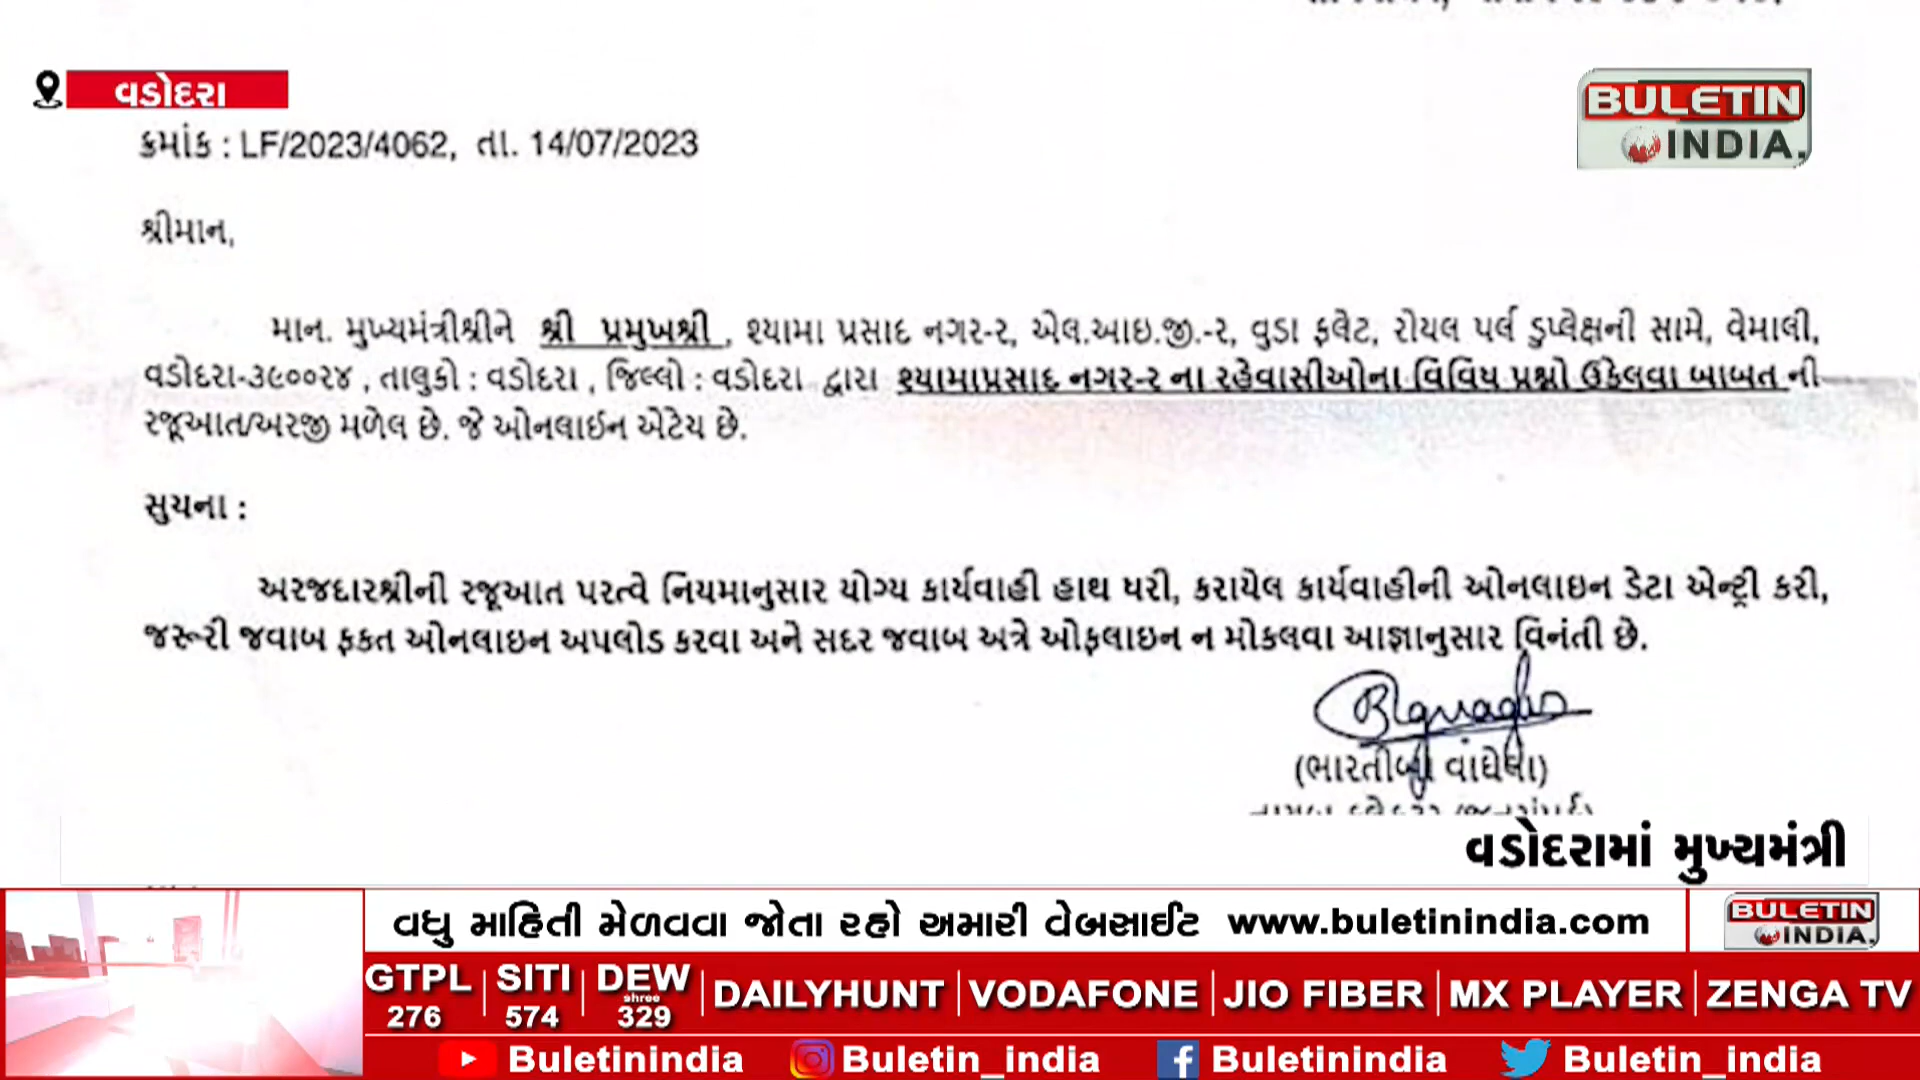 વડોદરા
BULETIN
INDIA.
ક્રમાંક : LF/2023/4062, તા. 14/07/2023
શ્રીમાન,
માન. મુખ્યમંત્રીશ્રીને શ્રી પ્રમુખશ્રી , શ્યામા પ્રસાદ નગર-ર, એલ.આઇ.જી.-ર, વુડા ફલેટ, રોયલ પર્લ ડુપ્લેક્ષની સામે, વેમાલી,
વડોદરા-૩૯૦૦૨૪ , તાલુકો : વડોદરા , જિલ્લો : વડોદરા દ્વારા શ્યામાપ્રસાદ નગર-ર ના રહેવાસીઓના વિવિધ પ્રશ્નો ઉકેલવા બાબત ની
રજૂઆત/અરજી મળેલ છે. જે ઓનલાઈન એટેચ છે.
સુચના :
અરજદારશ્રીની રજૂઆત પરત્વે નિયમાનુસાર યોગ્ય કાર્યવાહી હાથ ધરી, કરાયેલ કાર્યવાહીની ઓનલાઇન ડેટા એન્ટ્રી કરી,
જરૂરી જવાબ ફકત ઓનલાઇન અપલોડ કરવા અને સદર જવાબ અત્રે ઓફલાઇન ન મોકલવા આજ્ઞાનુસાર વિનંતી છે.
(ભારતીબા વાઘેલા)
વડોદરામાં મુખ્યમંત્રી
વધુ માહિતી મેળવવા જોતા રહો અમારી વેબસાઈટ www.buletinindia.com
BULETIN
INDIA.
GTPL 276 | SITI 574 | DEW shree 329 | DAILYHUNT | VODAFONE | JIO FIBER | MX PLAYER | ZENGA TV
Buletinindia Buletin_india Buletinindia Buletin_india